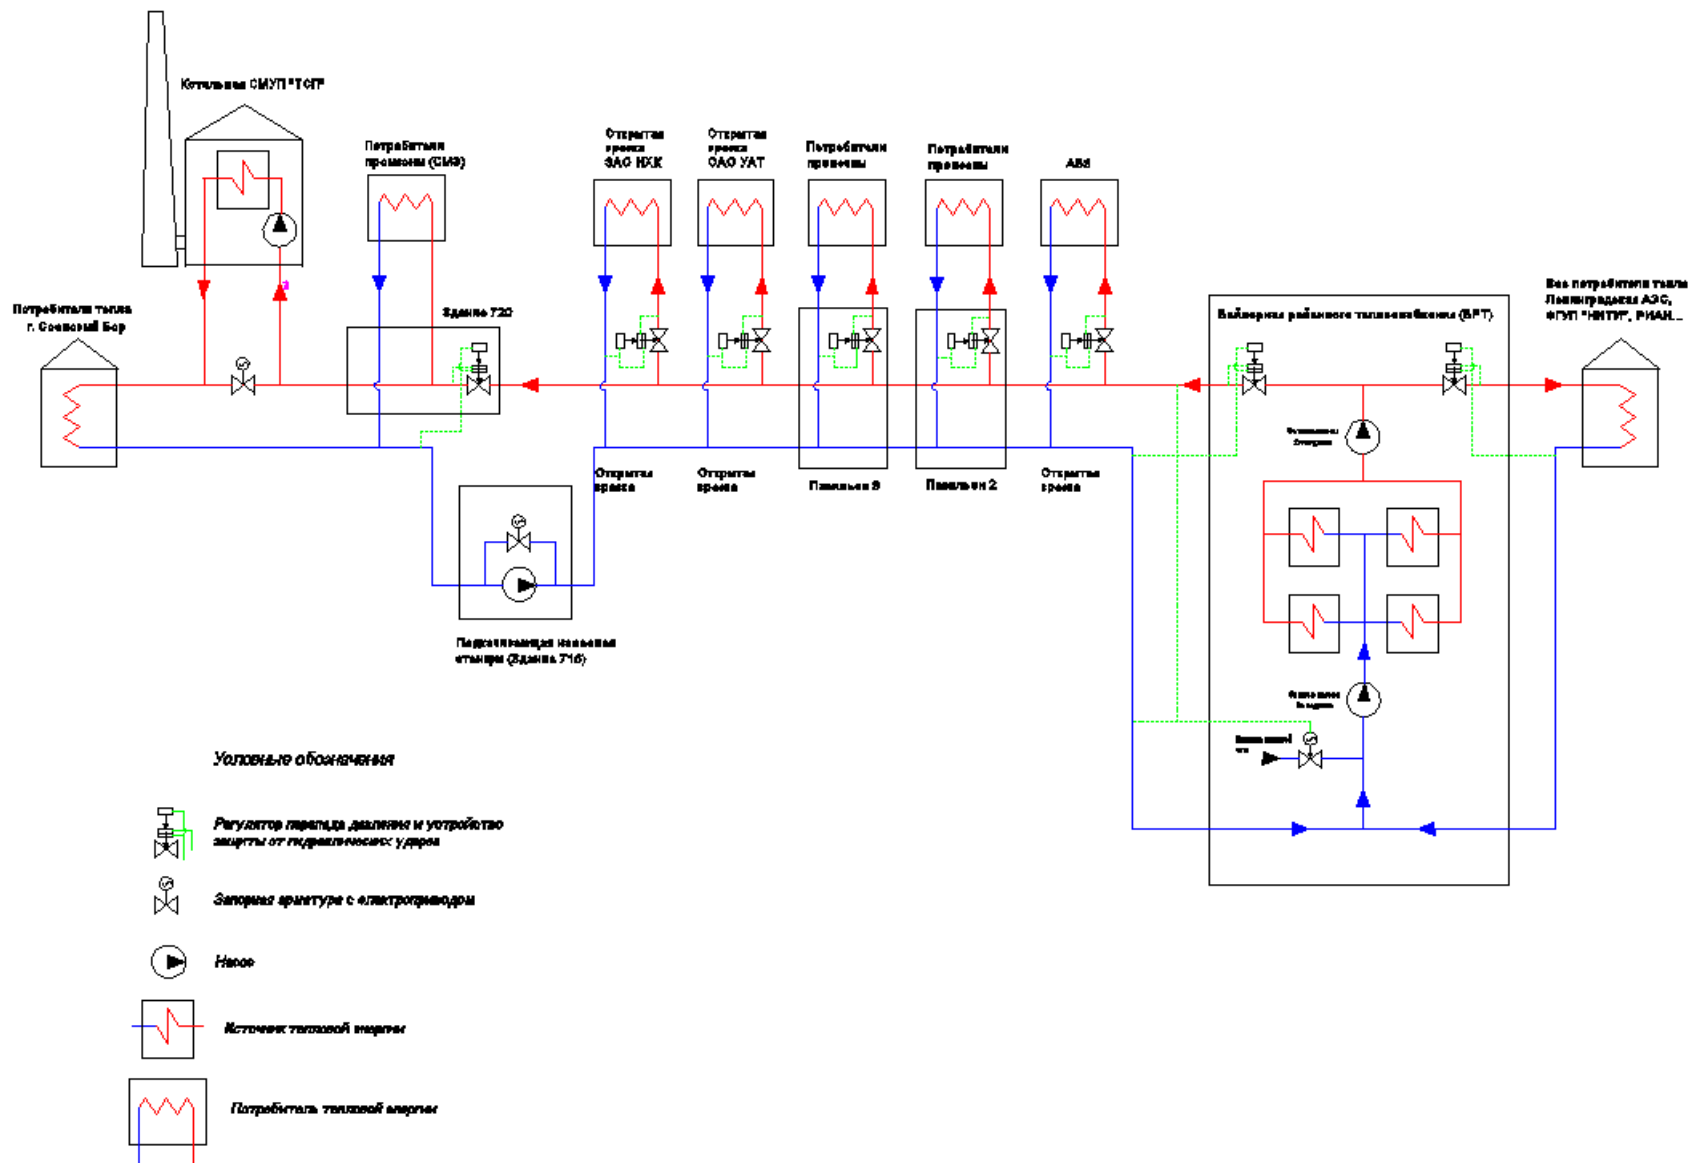 Котельная СМУП "ТСП"
Потребители
промзоны (СМЗ)
Открытая
врезка
ЗАО НХК
Открытая
врезка
ОАО УАТ
Потребители
промзоны
Потребители
промзоны
АБЗ
Потребители тепла
г. Сосновый Бор
Здание 720
Бойлерная районного теплоснабжения (БРТ)
Все потребители тепла
Ленинградская АЭС,
ФГУП "НИТИ", РИАН...
Открытая
врезка
Открытая
врезка
Павильон 3
Павильон 2
Открытая
врезка
Подкачивающая насосная
станция (Здание 716)
Условные обозначения
Регулятор перепада давления и устройство
защиты от гидравлических ударов
Запорная арматура с электроприводом
Насос
Источник тепловой энергии
Потребитель тепловой энергии